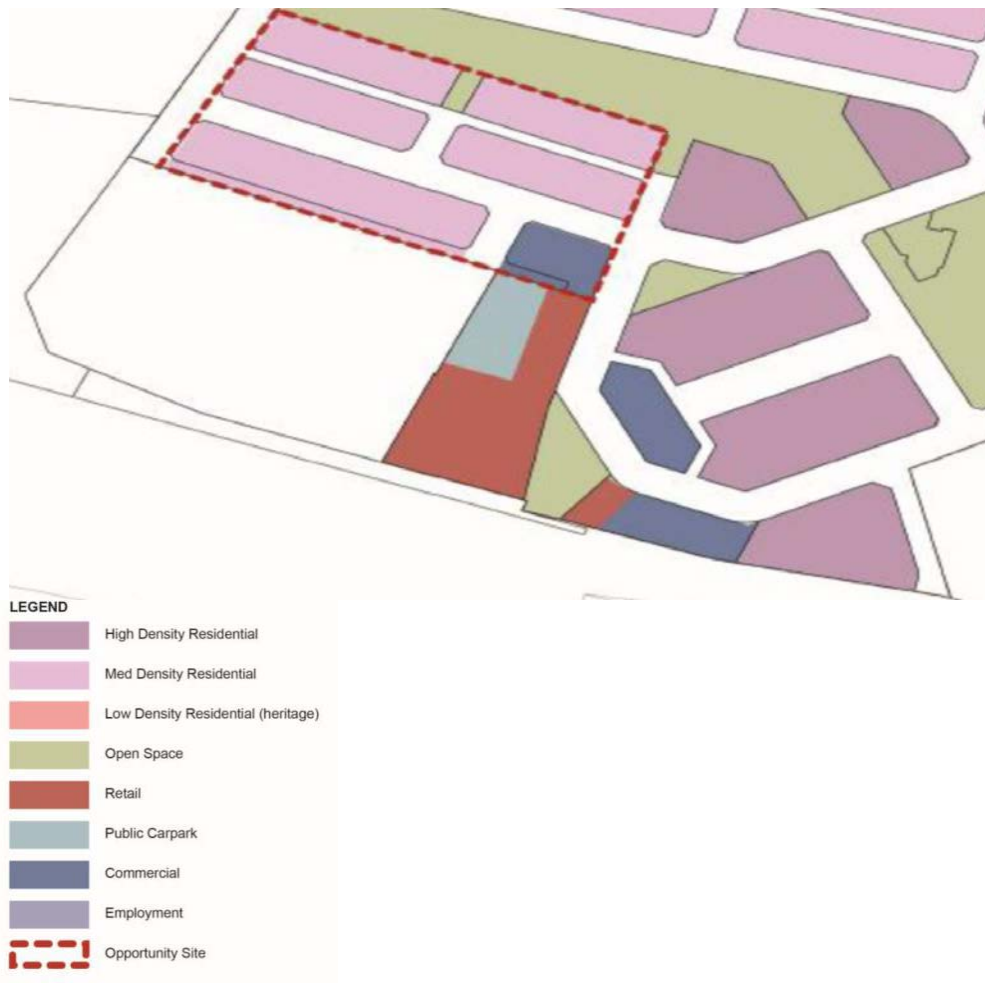 LEGEND
High Density Residential
Med Density Residential
Low Density Residential (heritage)
Open Space
Retail
Public Carpark
Commercial
Employment
Opportunity Site